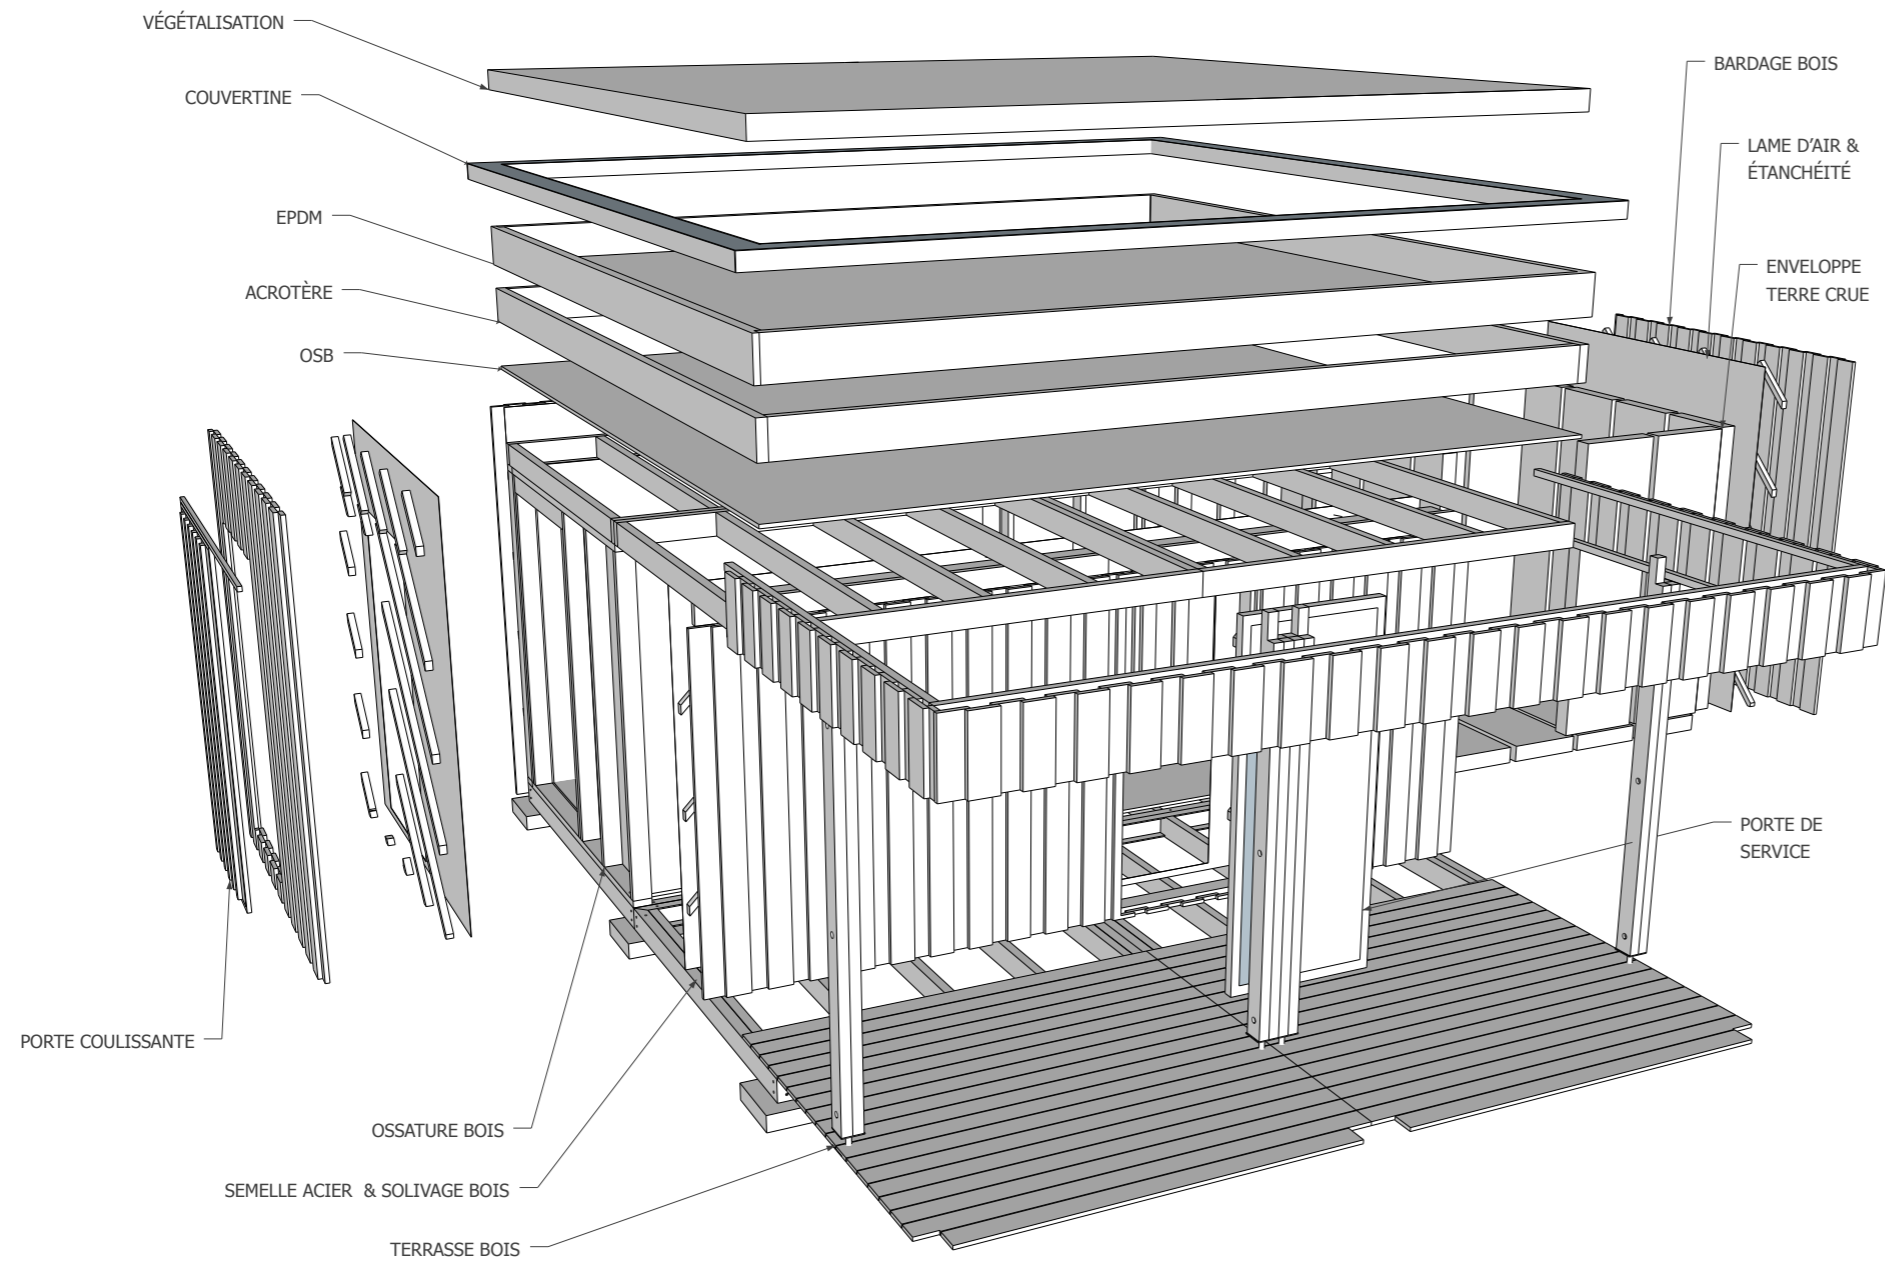 VÉGÉTALISATION
COUVERTINE
EPDM
ACROTÈRE
OSB
BARDAGE BOIS
LAME D'AIR &
ÉTANCHÉITÉ
ENVELOPPE
TERRE CRUE
PORTE DE
SERVICE
PORTE COULISSANTE
OSSATURE BOIS
SEMELLE ACIER & SOLIVAGE BOIS
TERRASSE BOIS